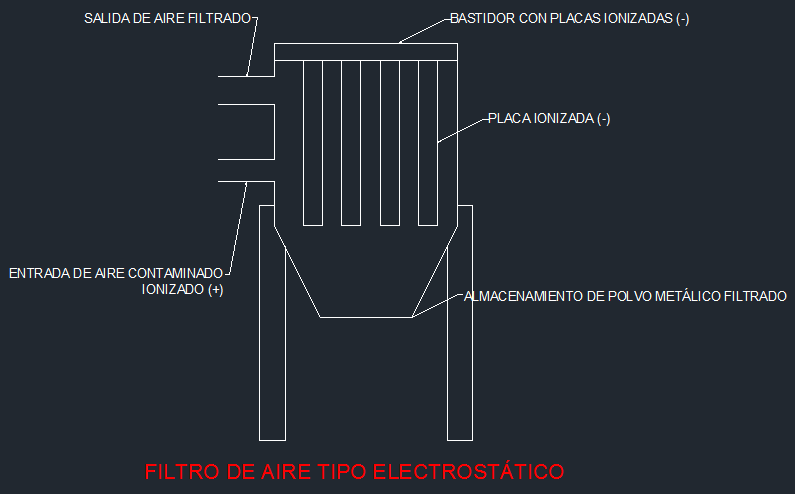 SALIDA DE AIRE FILTRADO
BASTIDOR CON PLACAS IONIZADAS (-)
PLACA IONIZADA (-)
ENTRADA DE AIRE CONTAMINADO
IONIZADO (+)
ALMACENAMIENTO DE POLVO METÁLICO FILTRADO
FILTRO DE AIRE TIPO ELECTROSTÁTICO